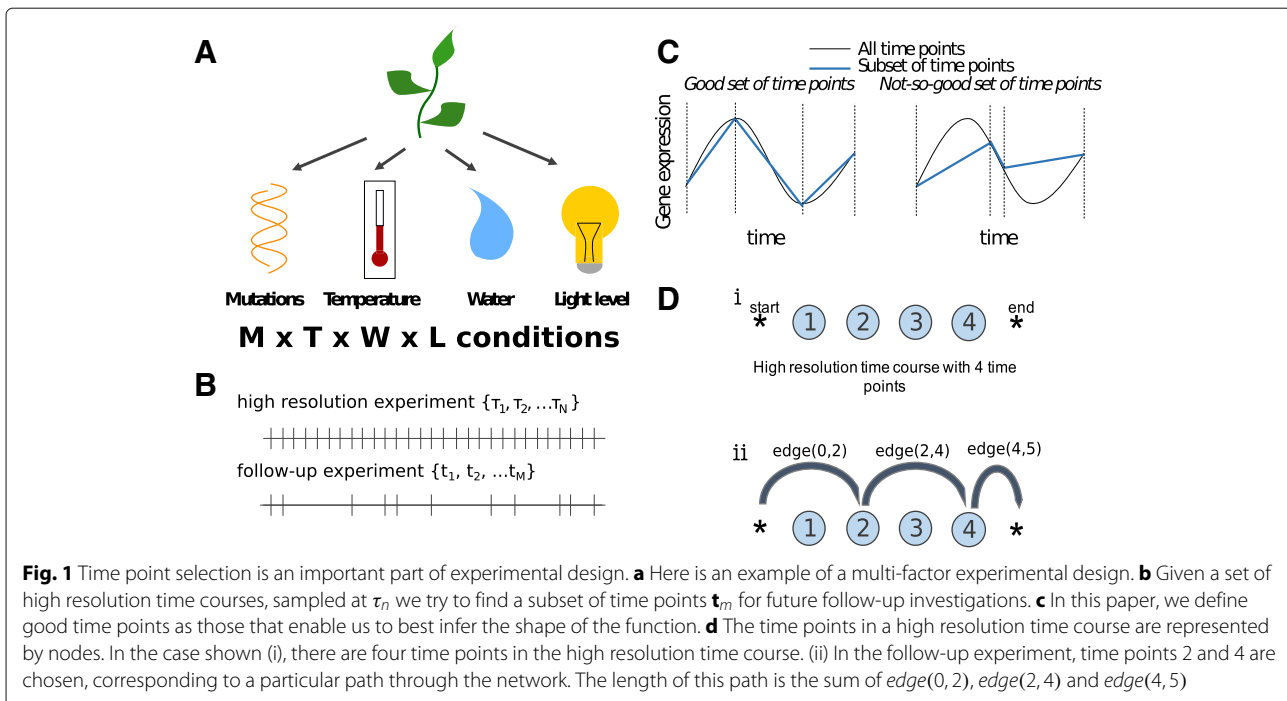 A
Mutations Temperature Water Light level
M x T x W x L conditions
B
high resolution experiment {τ1, τ2, ...τN}
follow-up experiment {t1, t2, ...tM}
C
All time points
Subset of time points
Good set of time points Not-so-good set of time points
Gene expression
time time
D
i
start end
* 1 2 3 4 *
High resolution time course with 4 time
points
ii
edge(0,2) edge(2,4) edge(4,5)
* 1 2 3 4 *
Fig. 1 Time point selection is an important part of experimental design. a Here is an example of a multi-factor experimental design. b Given a set of
high resolution time courses, sampled at τn we try to find a subset of time points tm for future follow-up investigations. c In this paper, we define
good time points as those that enable us to best infer the shape of the function. d The time points in a high resolution time course are represented
by nodes. In the case shown (i), there are four time points in the high resolution time course. (ii) In the follow-up experiment, time points 2 and 4 are
chosen, corresponding to a particular path through the network. The length of this path is the sum of edge(0, 2), edge(2, 4) and edge(4, 5)